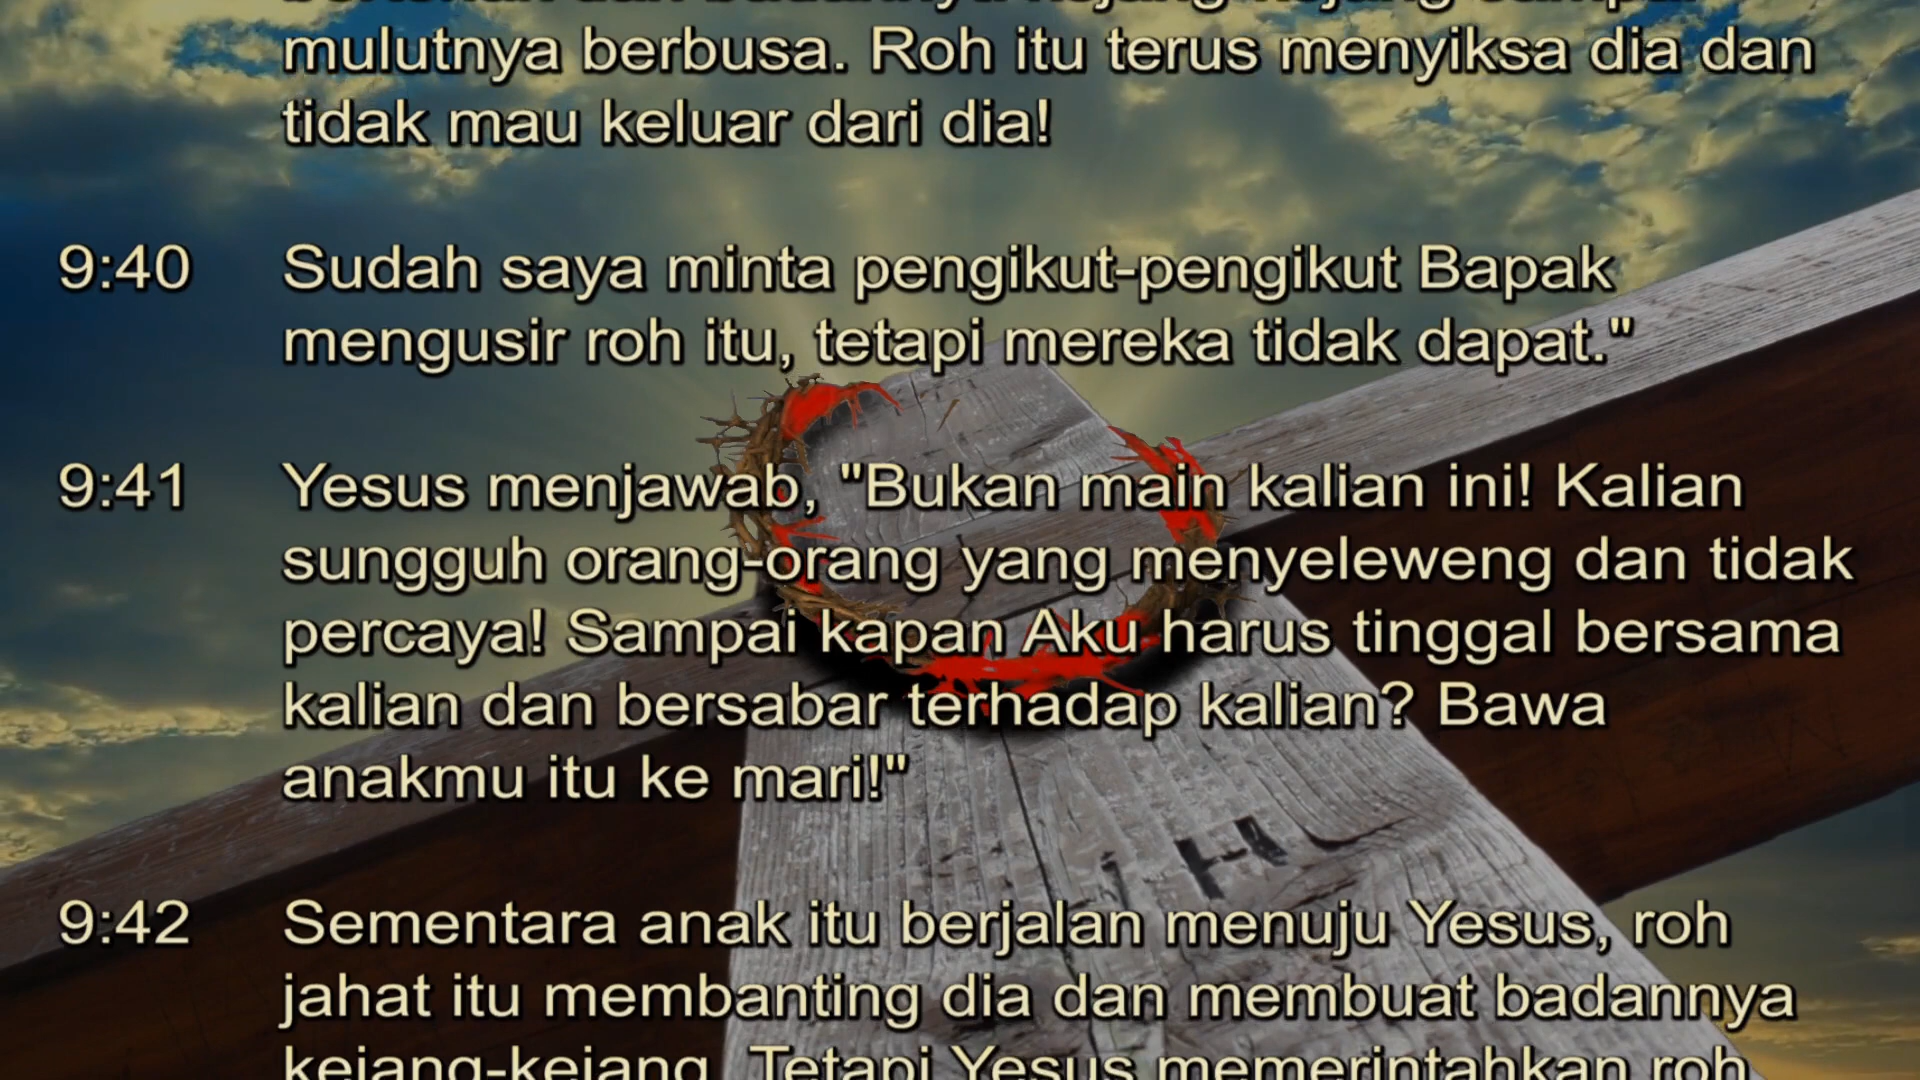 mulutnya berbusa. Roh itu terus menyiksa dia dan
tidak mau keluar dari dia!
9:40 Sudah saya minta pengikut-pengikut Bapak
mengusir roh itu, tetapi mereka tidak dapat."
9:41 Yesus menjawab, "Bukan main kalian ini! Kalian
sungguh orang-orang yang menyeleweng dan tidak
percaya! Sampai kapan Aku harus tinggal bersama
kalian dan bersabar terhadap kalian? Bawa
anakmu itu ke mari!"
9:42 Sementara anak itu berjalan menuju Yesus, roh
jahat itu membanting dia dan membuat badannya
kejang-kejang. Tetapi Yesus memerintahkan roh